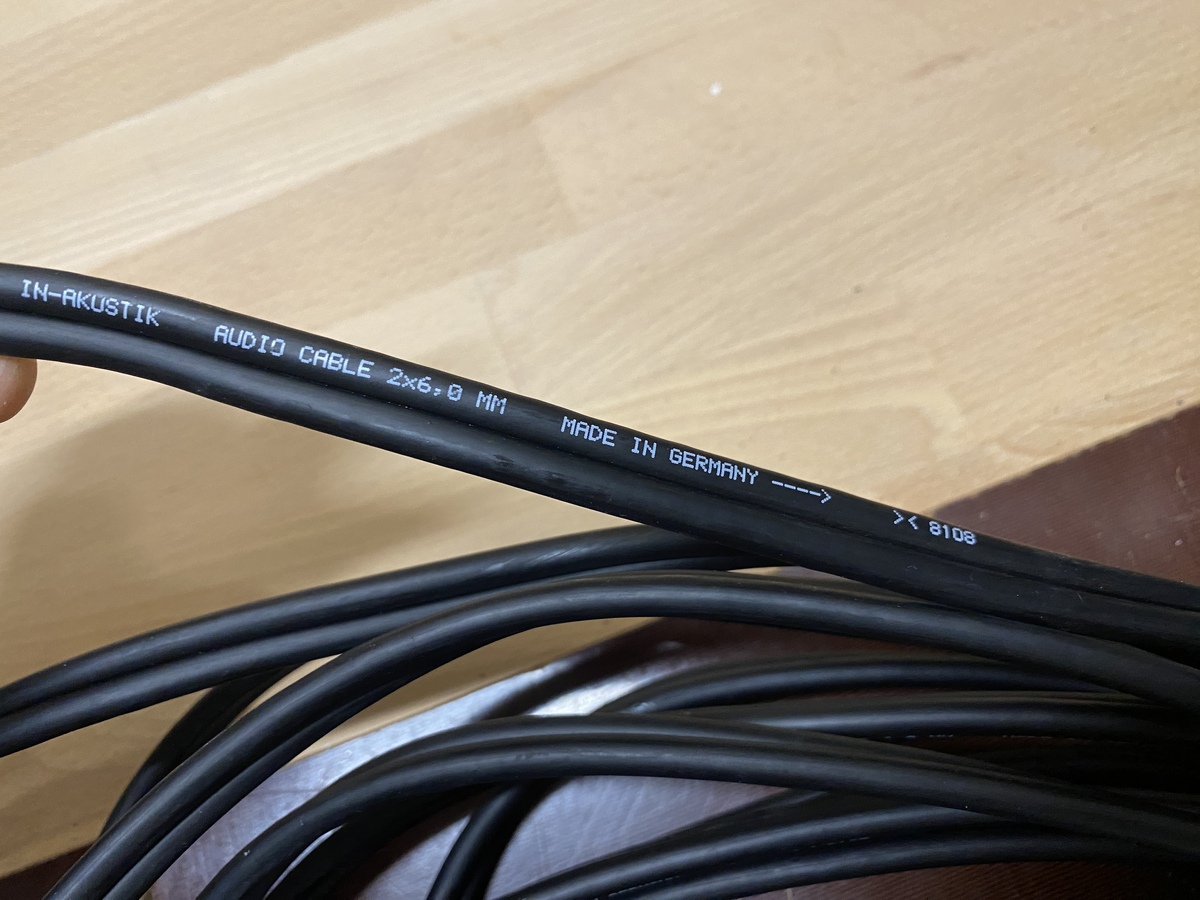 IN-AKUSTIK AUDIO CABLE 2x6,0 MM MADE IN GERMANY ----> >< 8108